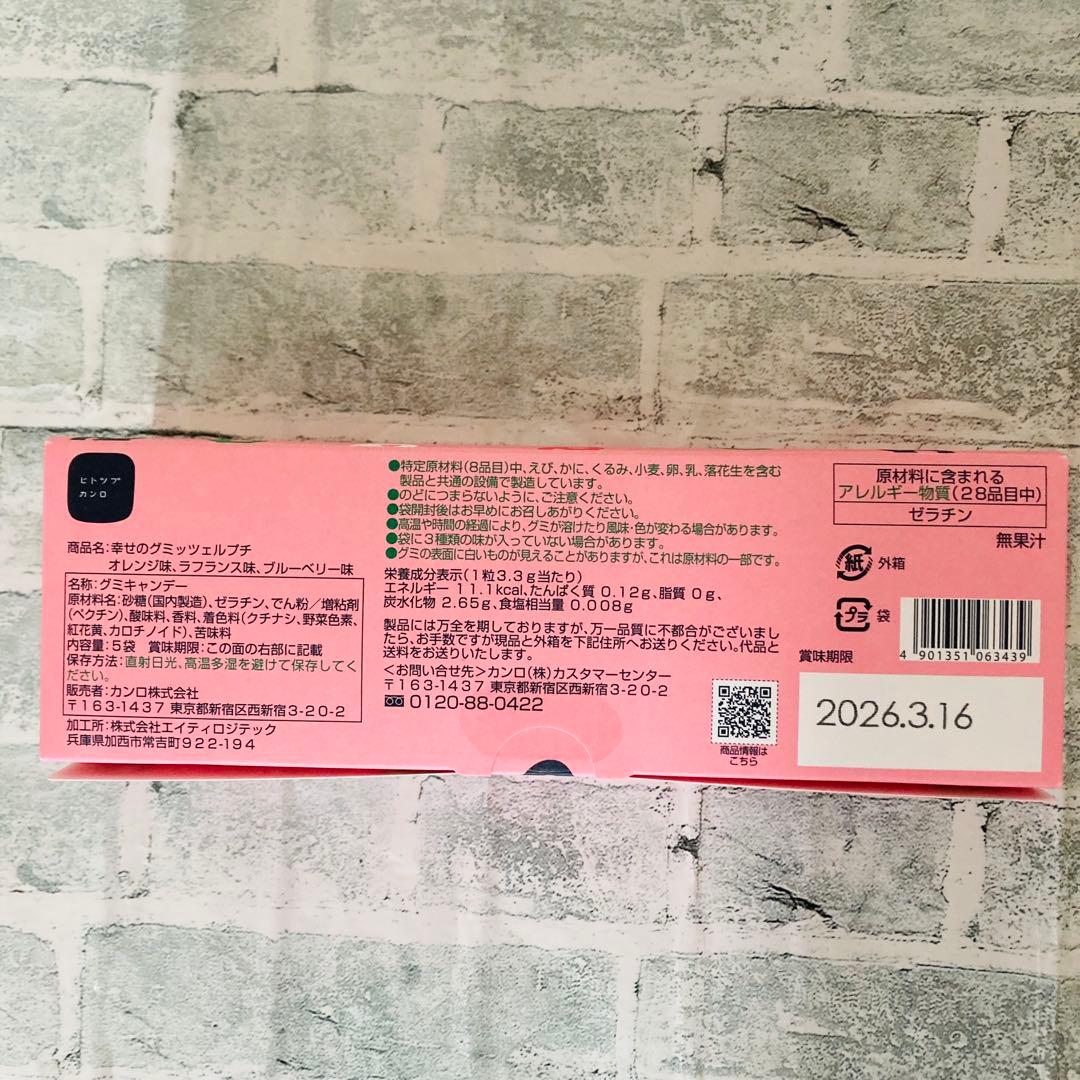 ヒトツブ
カンロ
商品名:幸せのグミッツェルプチ
オレンジ味、ラフランス味、ブルーベリー味
名称:グミキャンデー
原材料名:砂糖(国内製造)、ゼラチン、でん粉/増粘剤
(ペクチン)、酸味料、香料、着色料(クチナシ、野菜色素、
紅花黄、カロチノイド)、苦味料
内容量:5袋 賞味期限:この面の右部に記載
保存方法:直射日光、高温多湿を避けて保存してく
ださい。
販売者:カンロ株式会社
〒163-1437 東京都新宿区西新宿3-20-2
加工所:株式会社エイティロジテック
兵庫県加西市常吉町922-194
●特定原材料(8品目)中、えび、かに、くるみ、小麦、卵、乳、落花生を含む
製品と共通の設備で製造しています。
●のどにつまらないように、ご注意ください。
●袋開封後はお早めにお召しあがりください。
●高温や時間の経過により、グミが溶けたり風味・色が変わる場合があります。
●袋に3種類の味が入っていない場合があります。
●グミの表面に白いものが見えることがありますが、これは原材料の一部です。
栄養成分表示(1粒3.3g当たり)
エネルギー 11.1kcal、たんぱく質 0.12g、脂質 0g、
炭水化物 2.65g、食塩相当量 0.008g
製品には万全を期しておりますが、万一品質に不都合がございまし
たら、お手数ですが現品と外箱を下記住所へお送りください。代品と
送料をお送りいたします。
<お問い合せ先>カンロ(株)カスタマーセンター
〒163-1437 東京都新宿区西新宿3-20-2
0120-88-0422
商品情報は
こちら
原材料に含まれる
アレルギー物質(28品目中)
ゼラチン
無果汁
紙 外箱
プラ 袋
4 901351 063439
賞味期限
2026.3.16